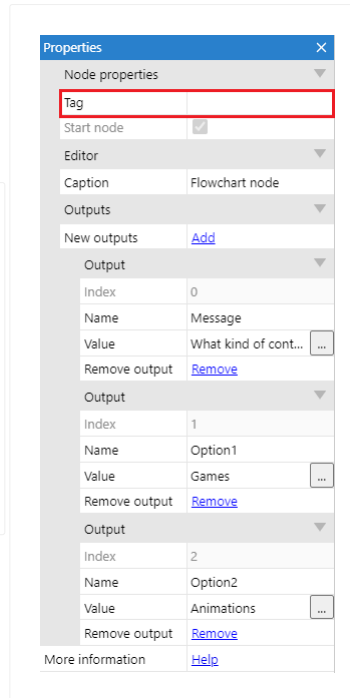 Properties
Node properties
Tag
Start node
Editor
Caption Flowchart node
Outputs
New outputs Add
Output
Index 0
Name Message
Value What kind of cont... ...
Remove output Remove
Output
Index 1
Name Option1
Value Games ...
Remove output Remove
Output
Index 2
Name Option2
Value Animations ...
Remove output Remove
More information Help